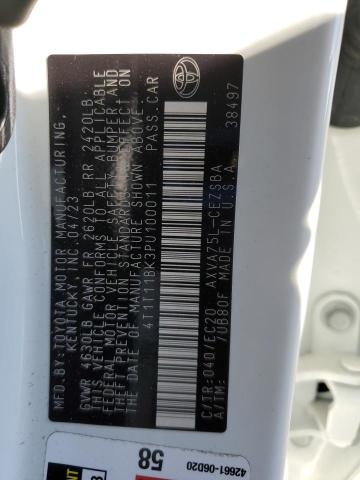 TOYOTA
MFD. BY: TOYOTA MOTOR MANUFACTURING,
KENTUCKY, INC. 04/23
GVWR 4630LB GAWR FR 2620LB RR 2420LB
THIS VEHICLE CONFORMS TO ALL APPLICABLE
FEDERAL MOTOR VEHICLE SAFETY, BUMPER AND
THEFT PREVENTION STANDARDS IN EFFECT ON
THE DATE OF MANUFACTURE SHOWN ABOVE.
4T1T11BK3PU100011 PASS. CAR
C/TR:040/EC20 AXVA75L-CEZSBA
A/TM: /UB80F MADE IN U.S.A.
38497
42661-06D20
58